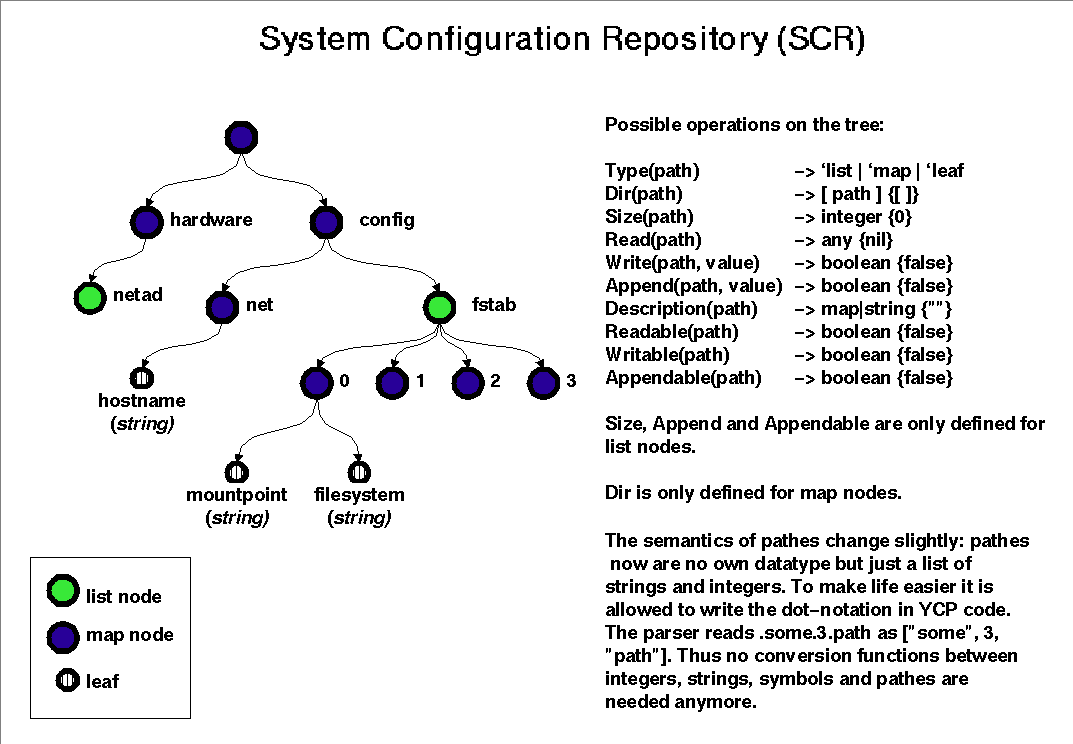 System Configuration Repository (SCR)
hardware
config
netad
net
fstab
hostname
(string)
0
1
2
3
mountpoint
(string)
filesystem
(string)
list node
map node
leaf
Possible operations on the tree:
Type(path) –> ‘list | ‘map | ‘leaf
Dir(path) –> [ path ] {[ ]}
Size(path) –> integer {0}
Read(path) –> any {nil}
Write(path, value) –> boolean {false}
Append(path, value) –> boolean {false}
Description(path) –> map|string {""}
Readable(path) –> boolean {false}
Writable(path) –> boolean {false}
Appendable(path) –> boolean {false}
Size, Append and Appendable are only defined for
list nodes.
Dir is only defined for map nodes.
The semantics of pathes change slightly: pathes
now are no own datatype but just a list of
strings and integers. To make life easier it is
allowed to write the dot–notation in YCP code.
The parser reads .some.3.path as ["some", 3,
"path"]. Thus no conversion functions between
integers, strings, symbols and pathes are
needed anymore.